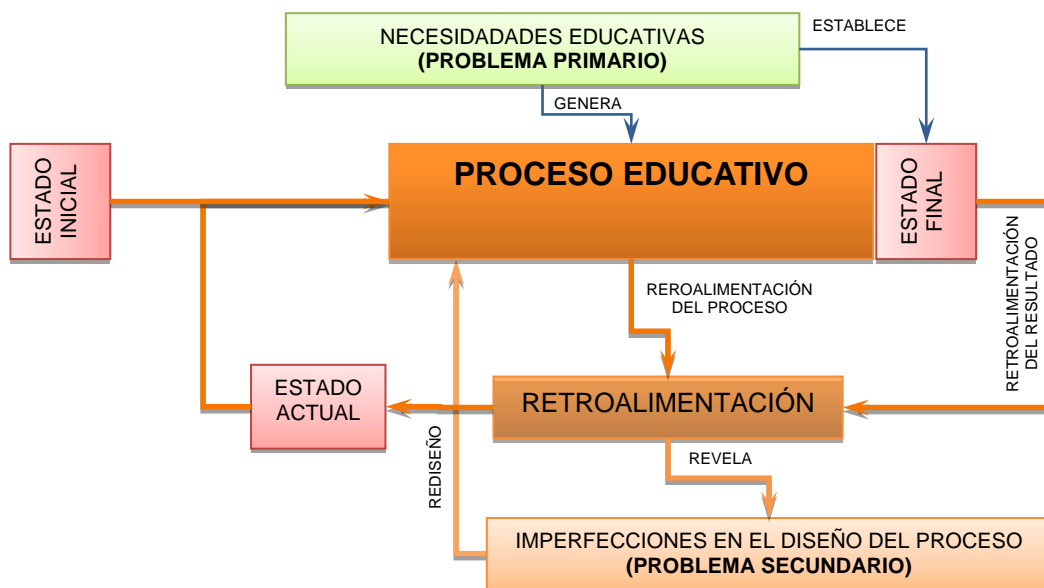 NECESIDADES EDUCATIVAS
(PROBLEMA PRIMARIO)
ESTABLECE
GENERA
ESTADO
INICIAL
PROCESO EDUCATIVO
ESTADO
FINAL
REROALIMENTACIÓN
DEL PROCESO
RETROALIMENTACIÓN
DEL RESULTADO
ESTADO
ACTUAL
RETROALIMENTACIÓN
REDISEÑO
REVELA
IMPERFECCIONES EN EL DISEÑO DEL PROCESO
(PROBLEMA SECUNDARIO)